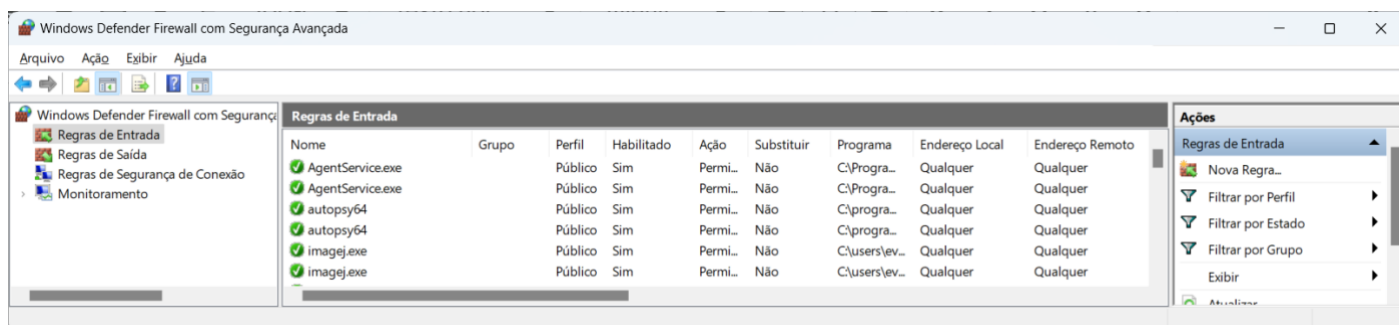 Windows Defender Firewall com Segurança Avançada
Arquivo Ação Exibir Ajuda
Windows Defender Firewall com Segurança
Regras de Entrada
Regras de Saída
Regras de Segurança de Conexão
Monitoramento
Regras de Entrada
Nome Grupo Perfil Habilitado Ação Substituir Programa Endereço Local Endereço Remoto
AgentService.exe Público Sim Permi... Não C:\Progra... Qualquer Qualquer
AgentService.exe Público Sim Permi... Não C:\Progra... Qualquer Qualquer
autopsy64 Público Sim Permi... Não C:\progra... Qualquer Qualquer
autopsy64 Público Sim Permi... Não C:\progra... Qualquer Qualquer
imagej.exe Público Sim Permi... Não C:\users\ev... Qualquer Qualquer
imagej.exe Público Sim Permi... Não C:\users\ev... Qualquer Qualquer
Ações
Regras de Entrada
Nova Regra...
Filtrar por Perfil
Filtrar por Estado
Filtrar por Grupo
Exibir
Atualizar